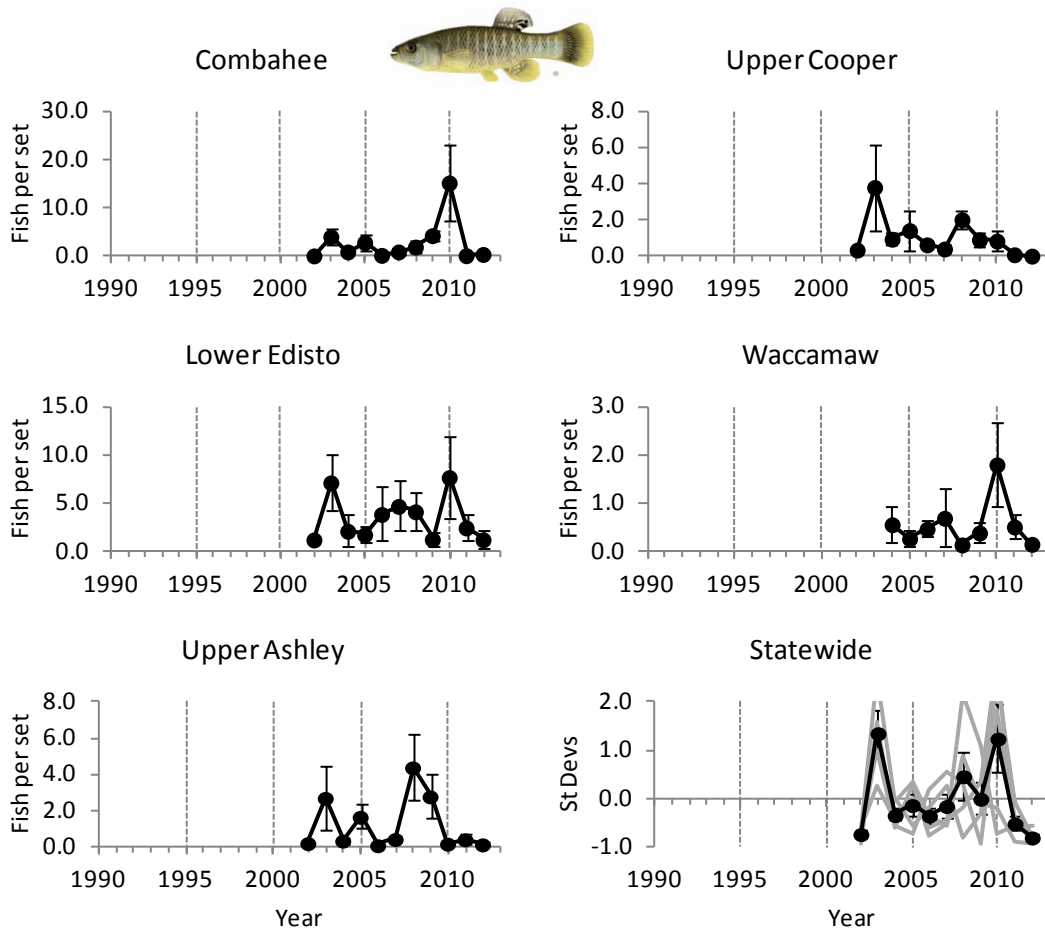 Combahee
Fish per set
30.0
20.0
10.0
0.0
1990 1995 2000 2005 2010
Upper Cooper
Fish per set
8.0
6.0
4.0
2.0
0.0
1990 1995 2000 2005 2010
Lower Edisto
Fish per set
15.0
10.0
5.0
0.0
1990 1995 2000 2005 2010
Waccamaw
Fish per set
3.0
2.0
1.0
0.0
1990 1995 2000 2005 2010
Upper Ashley
Fish per set
8.0
6.0
4.0
2.0
0.0
1990 1995 2000 2005 2010
Year
Statewide
St Devs
2.0
1.0
0.0
-1.0
1990 1995 2000 2005 2010
Year